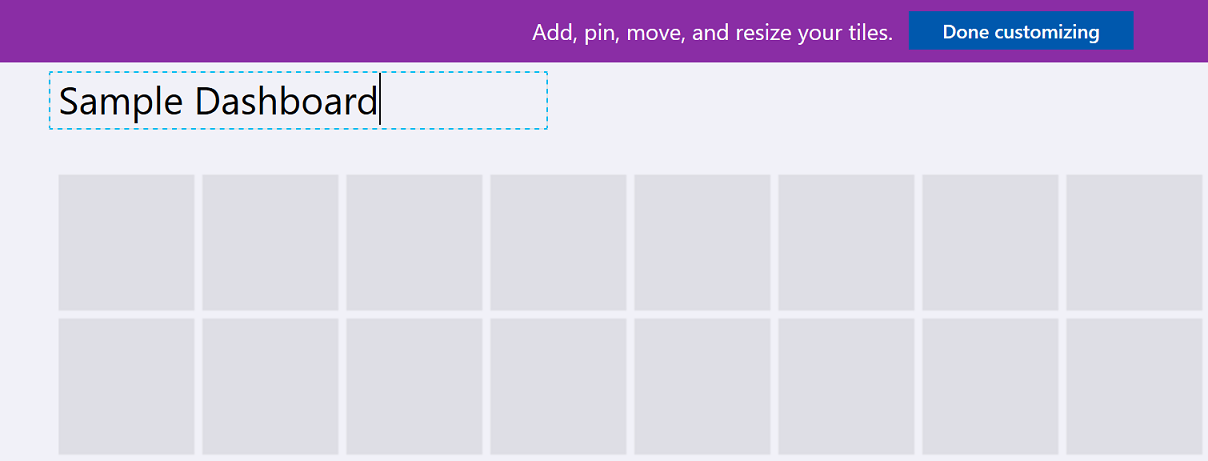 Add, pin, move, and resize your tiles. Done customizing
Sample Dashboard